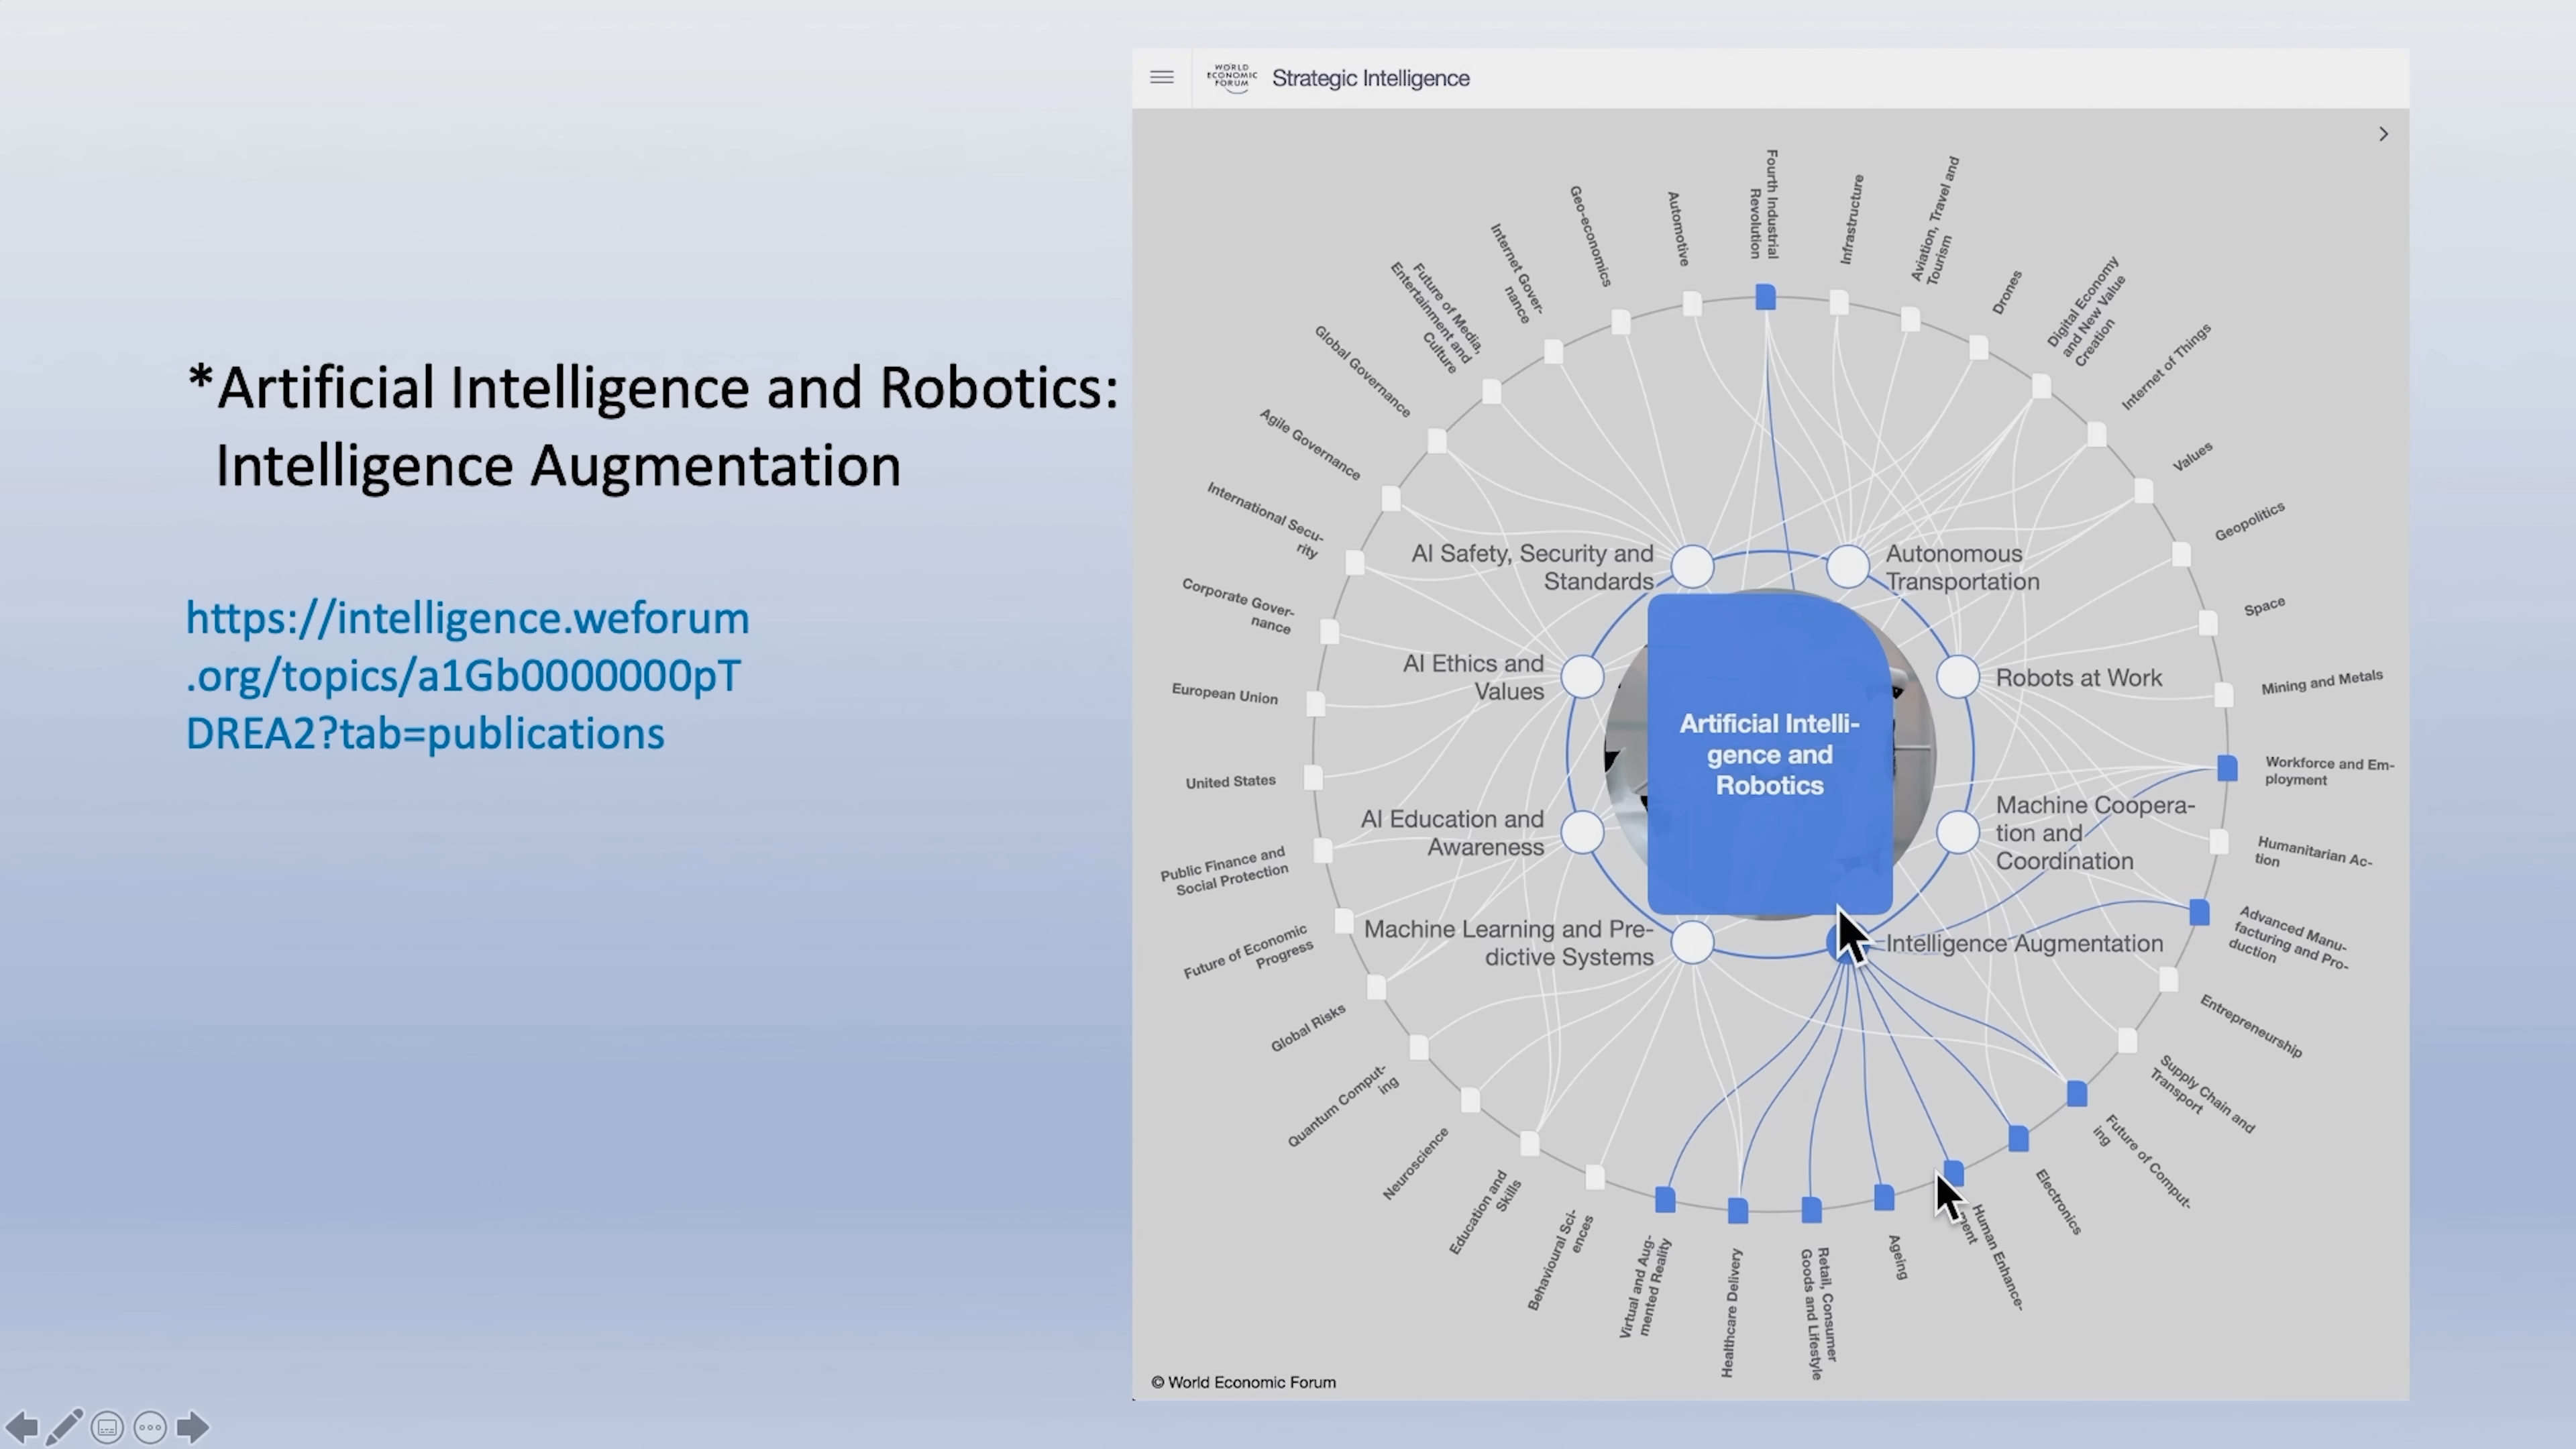 WORLD
ECONOMIC
FORUM
Strategic Intelligence
*Artificial Intelligence and Robotics:
Intelligence Augmentation
https://intelligence.weforum
.org/topics/a1Gb0000000pT
DREA2?tab=publications
Fourth Industrial
Revolution
Infrastructure
Aviation, Travel and
Tourism
Drones
Digital Economy
and New Value
Creation
Internet of Things
Values
Geopolitics
Space
Mining and Metals
Workforce and Em-
ployment
Humanitarian Ac-
tion
Advanced Manu-
facturing and Pro-
duction
Entrepreneurship
Supply Chain and
Transport
Future of Comput-
ing
Electronics
Human Enhance-
ment
Ageing
Retail, Consumer
Goods and Lifestyle
Healthcare Delivery
Virtual and Aug-
mented Reality
Behavioural Sci-
ences
Education and
Skills
Neuroscience
Quantum Comput-
ing
Global Risks
Future of Economic
Progress
Public Finance and
Social Protection
United States
European Union
Corporate Gover-
nance
International Secu-
rity
Agile Governance
Global Governance
Future of Media,
Entertainment and
Culture
Internet Gover-
nance
Geo-economics
Automotive
AI Safety, Security and
Standards
Autonomous
Transportation
AI Ethics and
Values
Robots at Work
Artificial Intelli-
gence and
Robotics
AI Education and
Awareness
Machine Coopera-
tion and
Coordination
Machine Learning and Pre-
dictive Systems
Intelligence Augmentation
© World Economic Forum